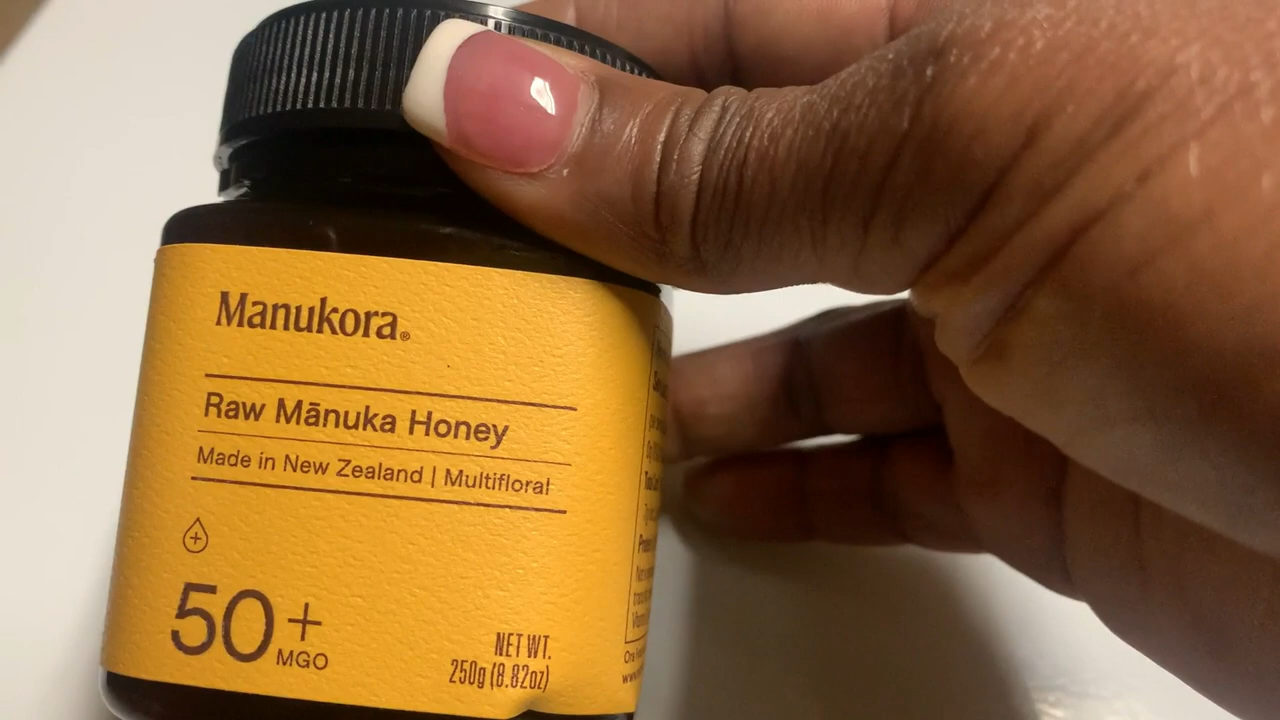 Manukora®
Raw Mānuka Honey
Made in New Zealand | Multifloral
50+
MGO
NET WT.
250g (8.82oz)